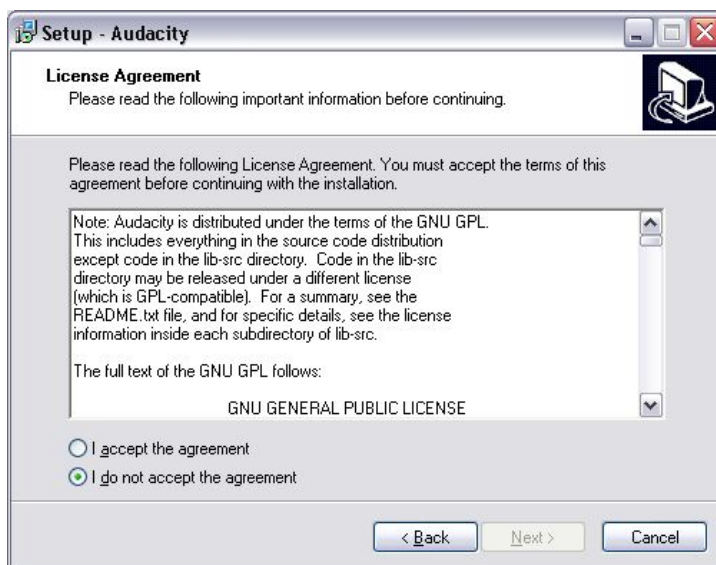 Setup - Audacity
License Agreement
Please read the following important information before continuing.
Please read the following License Agreement. You must accept the terms of this
agreement before continuing with the installation.
Note: Audacity is distributed under the terms of the GNU GPL.
This includes everything in the source code distribution
except code in the lib-src directory.  Code in the lib-src
directory may be released under a different license
(which is GPL-compatible).  For a summary, see the
README.txt file, and for specific details, see the license
information inside each subdirectory of lib-src.
The full text of the GNU GPL follows:
GNU GENERAL PUBLIC LICENSE
I accept the agreement
I do not accept the agreement
< Back
Next >
Cancel